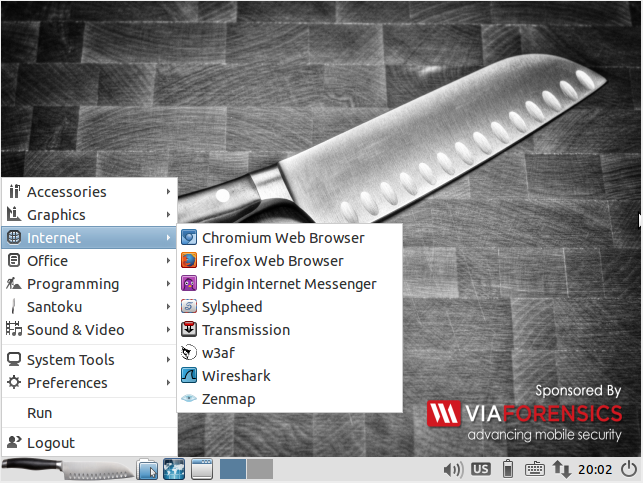 Accessories
Graphics
Internet
Office
Programming
Santoku
Sound & Video
System Tools
Preferences
Run
Logout
Chromium Web Browser
Firefox Web Browser
Pidgin Internet Messenger
Sylpheed
Transmission
w3af
Wireshark
Zenmap
Sponsored By
VIAFORENSICS
advancing mobile security
US
20:02